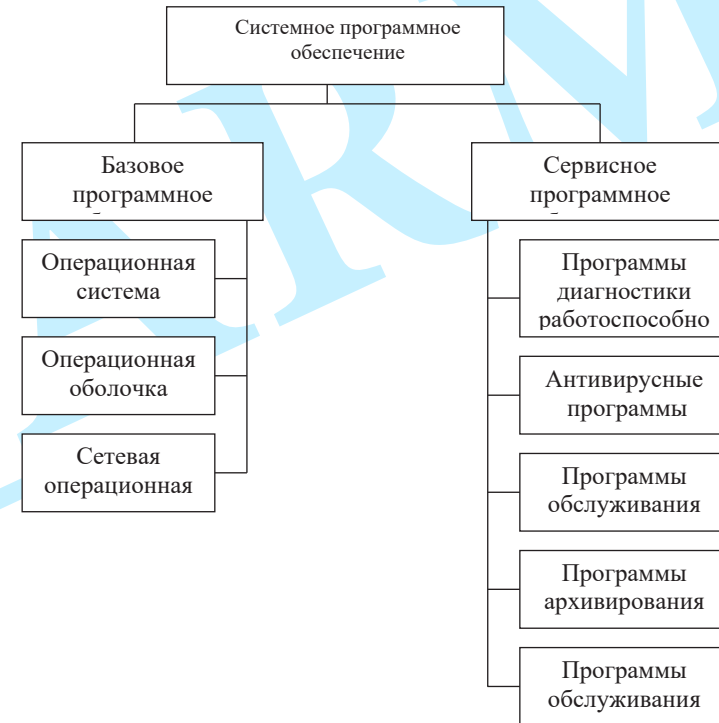 Системное программное
обеспечение
Базовое
программное
Сервисное
программное
Операционная
система
Операционная
оболочка
Сетевая
операционная
Программы
диагностики
работоспособно
Антивирусные
программы
Программы
обслуживания
Программы
архивирования
Программы
обслуживания